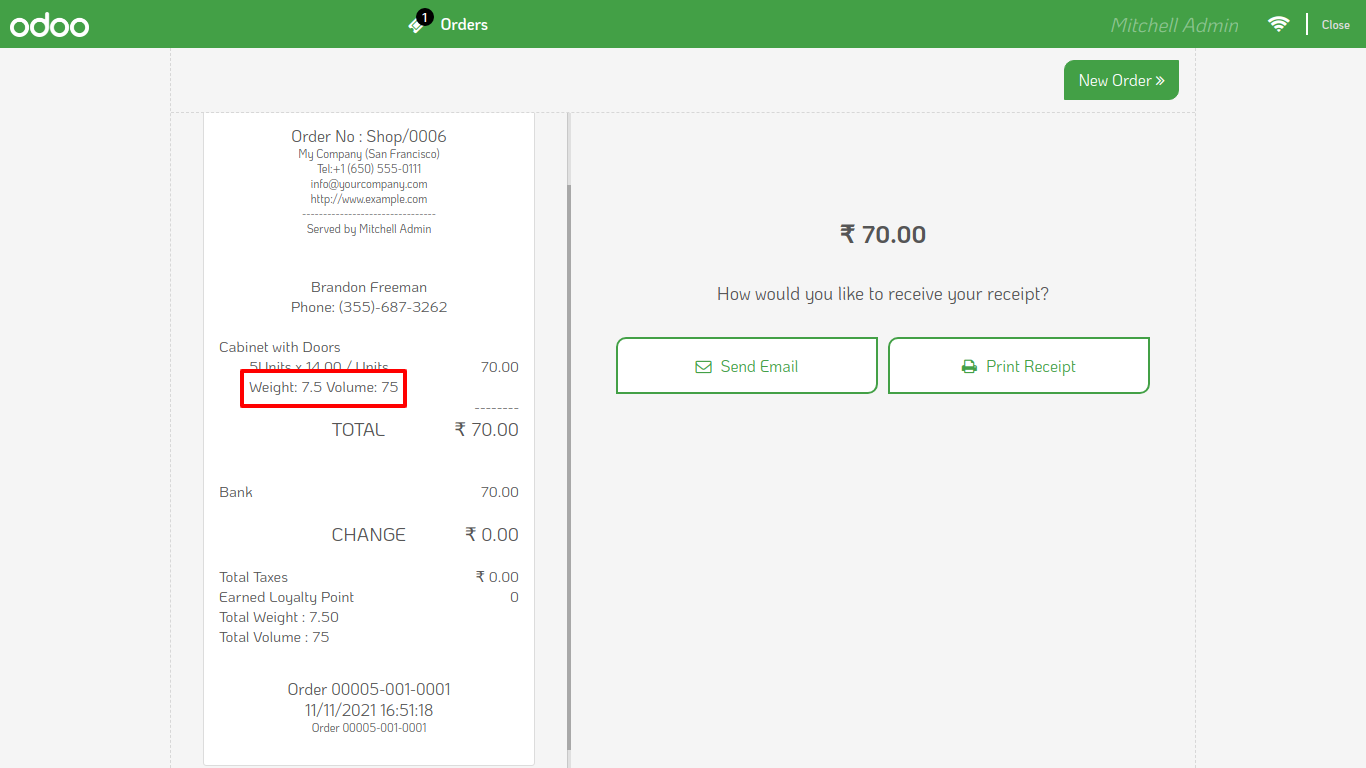 odoo
1 Orders
Mitchell Admin
Close
New Order
Order No : Shop/0006
My Company (San Francisco)
Tel:+1 (650) 555-0111
info@yourcompany.com
http://www.example.com
--------------------------------
Served by Mitchell Admin
Brandon Freeman
Phone: (355)-687-3262
Cabinet with Doors
5Units x 14.00 / Units 70.00
Weight: 7.5 Volume: 75
--------
TOTAL ₹ 70.00
Bank 70.00
CHANGE ₹ 0.00
Total Taxes ₹ 0.00
Earned Loyalty Point 0
Total Weight : 7.50
Total Volume : 75
Order 00005-001-0001
11/11/2021 16:51:18
Order 00005-001-0001
₹ 70.00
How would you like to receive your receipt?
Send Email
Print Receipt